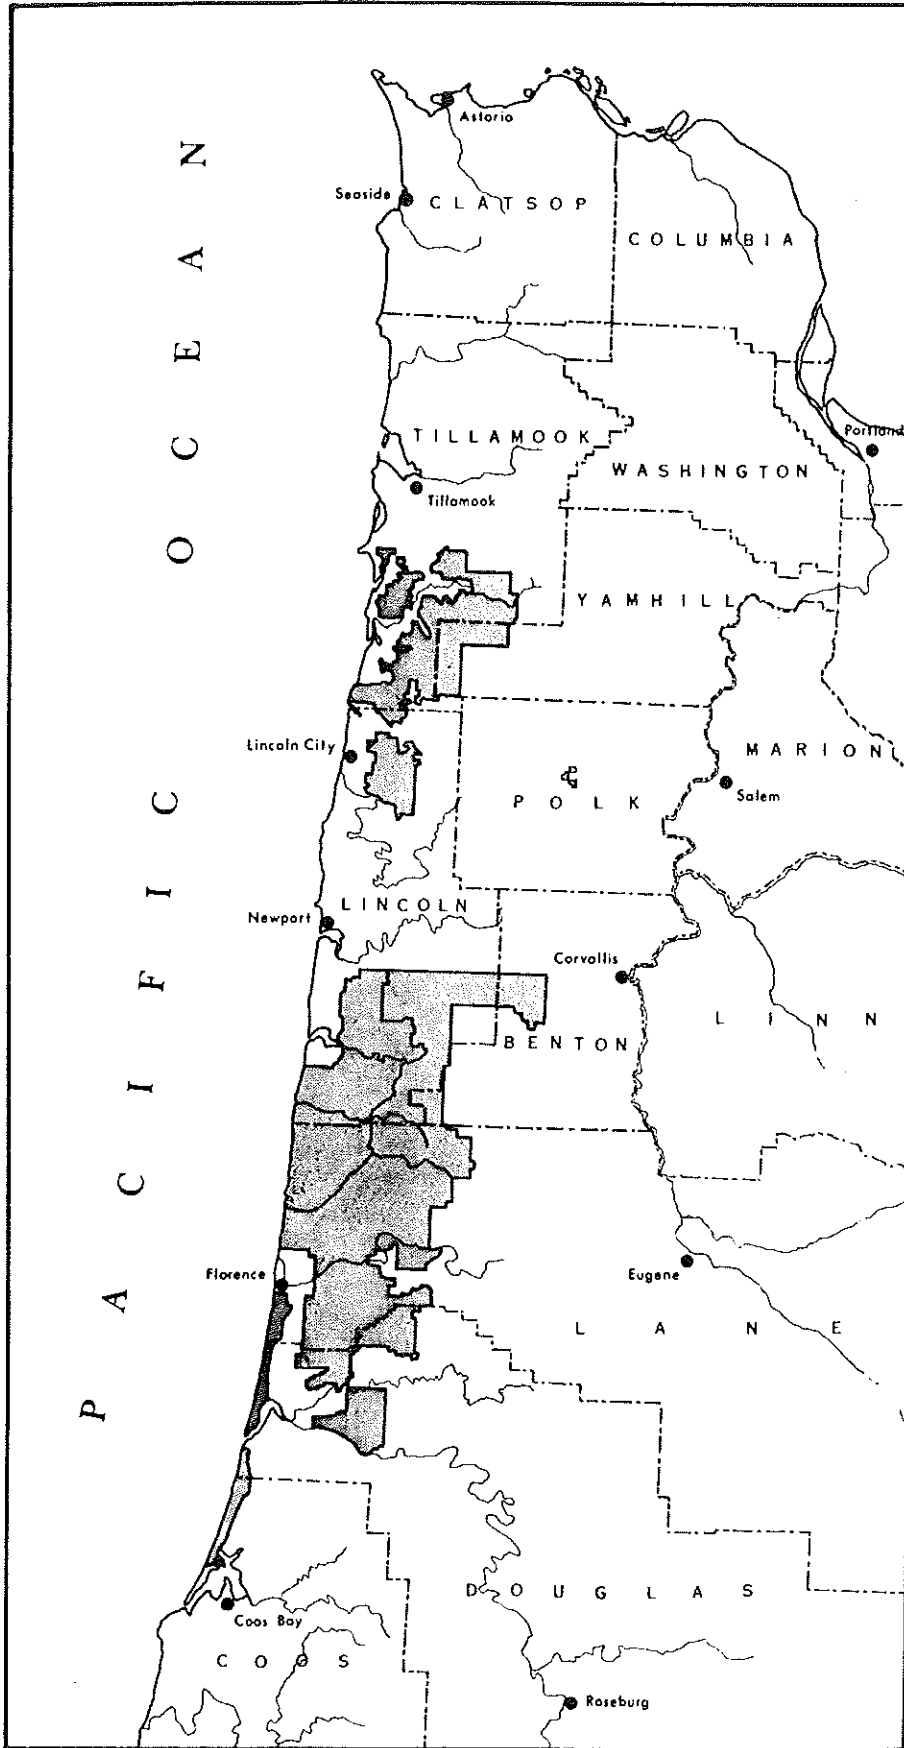 Astoria
Seaside
CLATSOP
COLUMBIA
TILLAMOOK
Portland
WASHINGTON
Tillamook
YAMHILL
Lincoln City
MARION
POLK
Salem
LINCOLN
Newport
Corvallis
LINN
BENTON
Florence
Eugene
LANE
DOUGLAS
Coos Bay
COOS
Roseburg
PACIFIC OCEAN